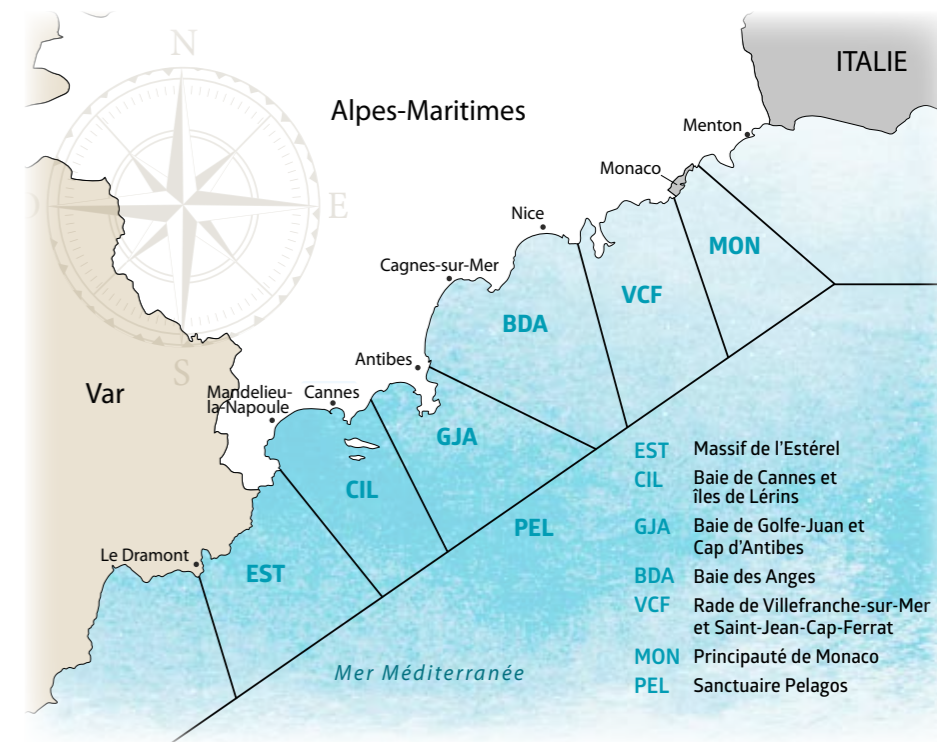 N
ITALIE
Alpes-Maritimes
Menton
Monaco
O
E
Nice
MON
Cagnes-sur-Mer
VCF
BDA
Antibes
S
Var
Mandelieu-
la-Napoule
Cannes
GJA
CIL
PEL
Le Dramont
EST
Mer Méditerranée
EST Massif de l'Estérel
CIL Baie de Cannes et
îles de Lérins
GJA Baie de Golfe-Juan et
Cap d'Antibes
BDA Baie des Anges
VCF Rade de Villefranche-sur-Mer
et Saint-Jean-Cap-Ferrat
MON Principauté de Monaco
PEL Sanctuaire Pelagos